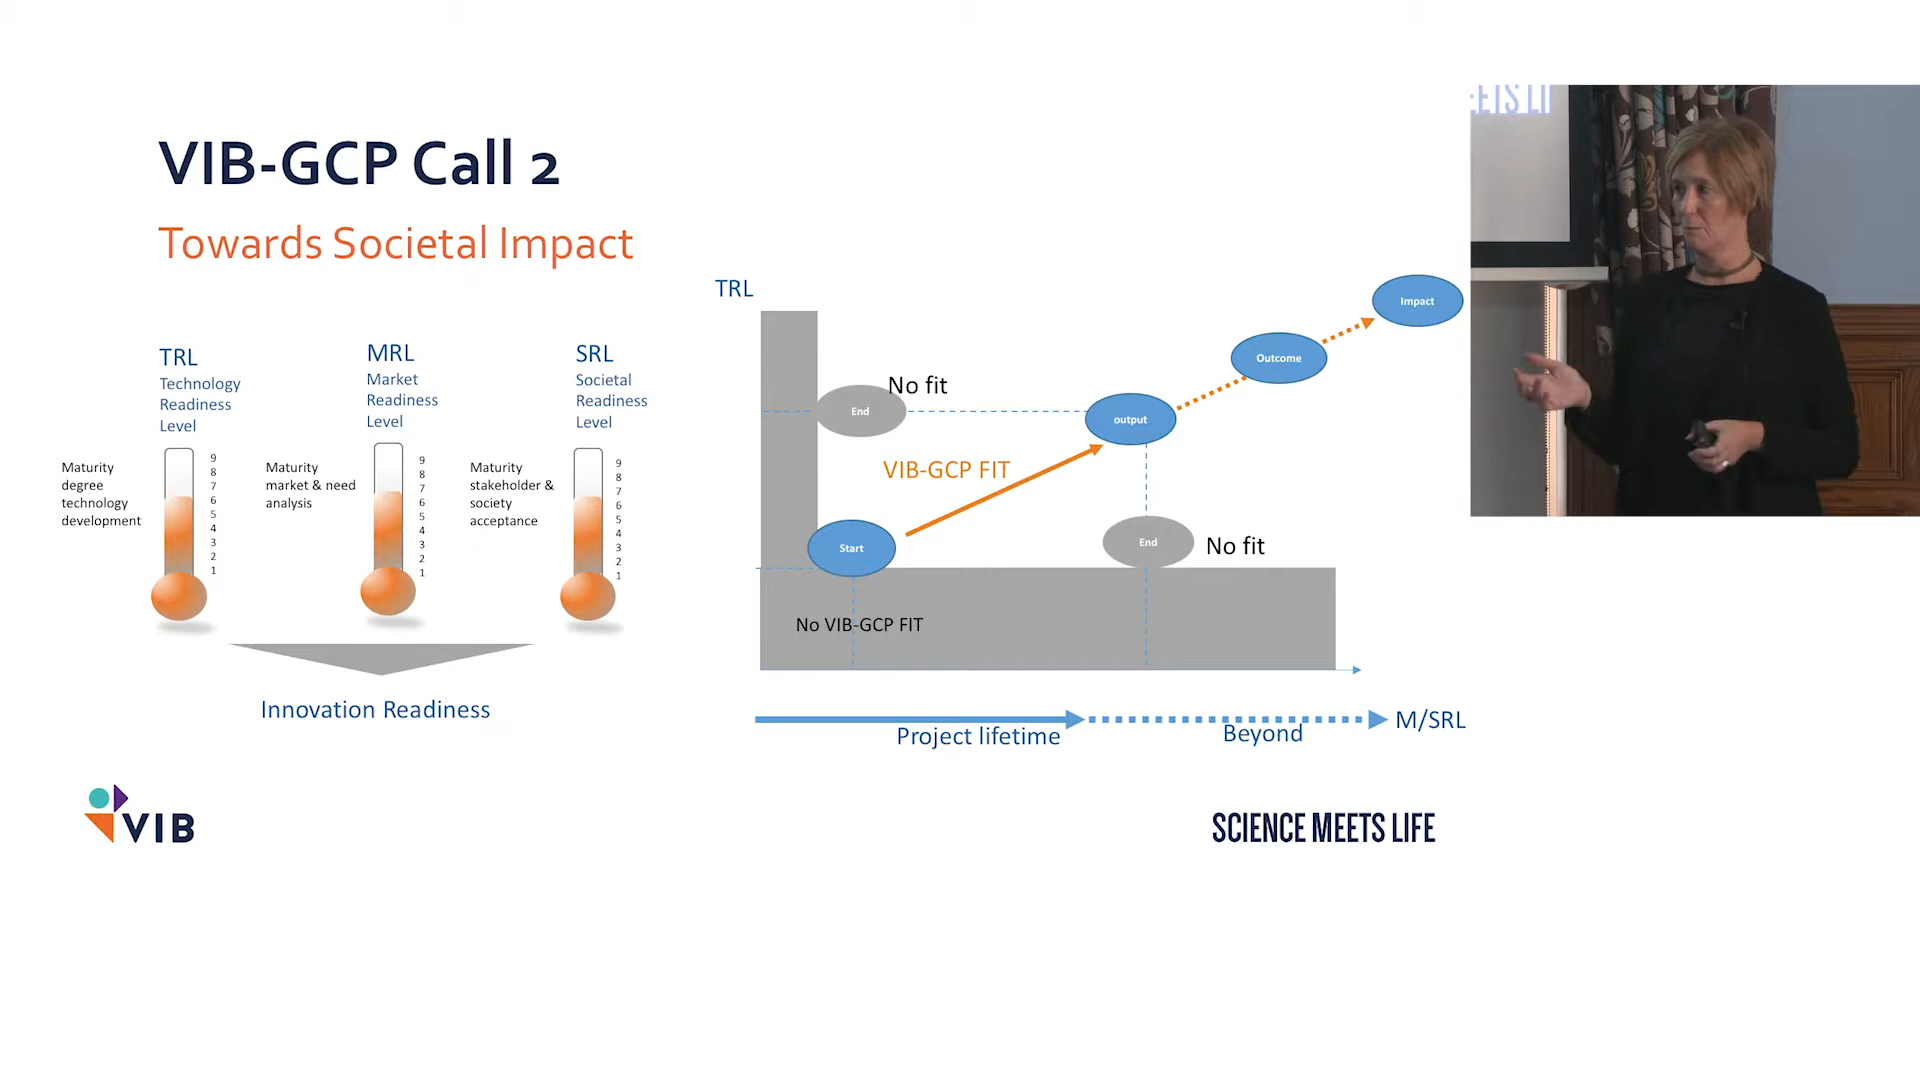 VIB-GCP Call 2
Towards Societal Impact
TRL
Technology
Readiness
Level
Maturity
degree
technology
development
9
8
7
6
5
4
3
2
1
MRL
Market
Readiness
Level
Maturity
market & need
analysis
9
8
7
6
5
4
3
2
1
SRL
Societal
Readiness
Level
Maturity
stakeholder &
society
acceptance
9
8
7
6
5
4
3
2
1
Innovation Readiness
TRL
Impact
Outcome
No fit
End
output
VIB-GCP FIT
Start
End
No fit
No VIB-GCP FIT
Project lifetime
Beyond
M/SRL
VIB
SCIENCE MEETS LIFE